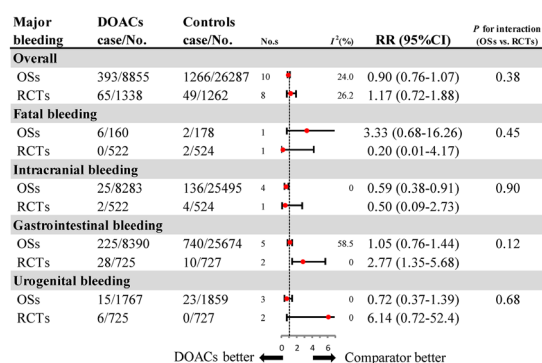 Major bleeding DOACs case/No. Controls case/No. No.s I²(%) RR (95%CI) P for interaction (OSs vs. RCTs)
Overall
OSs 393/8855 1266/26287 10 24.0 0.90 (0.76-1.07) 0.38
RCTs 65/1338 49/1262 8 26.2 1.17 (0.72-1.88)
Fatal bleeding
OSs 6/160 2/178 1 3.33 (0.68-16.26) 0.45
RCTs 0/522 2/524 1 0.20 (0.01-4.17)
Intracranial bleeding
OSs 25/8283 136/25495 4 0 0.59 (0.38-0.91) 0.90
RCTs 2/522 4/524 1 0.50 (0.09-2.73)
Gastrointestinal bleeding
OSs 225/8390 740/25674 5 58.5 1.05 (0.76-1.44) 0.12
RCTs 28/725 10/727 2 0 2.77 (1.35-5.68)
Urogenital bleeding
OSs 15/1767 23/1859 3 0 0.72 (0.37-1.39) 0.68
RCTs 6/725 0/727 2 0 6.14 (0.72-52.4)
0 2 4 6
DOACs better Comparator better